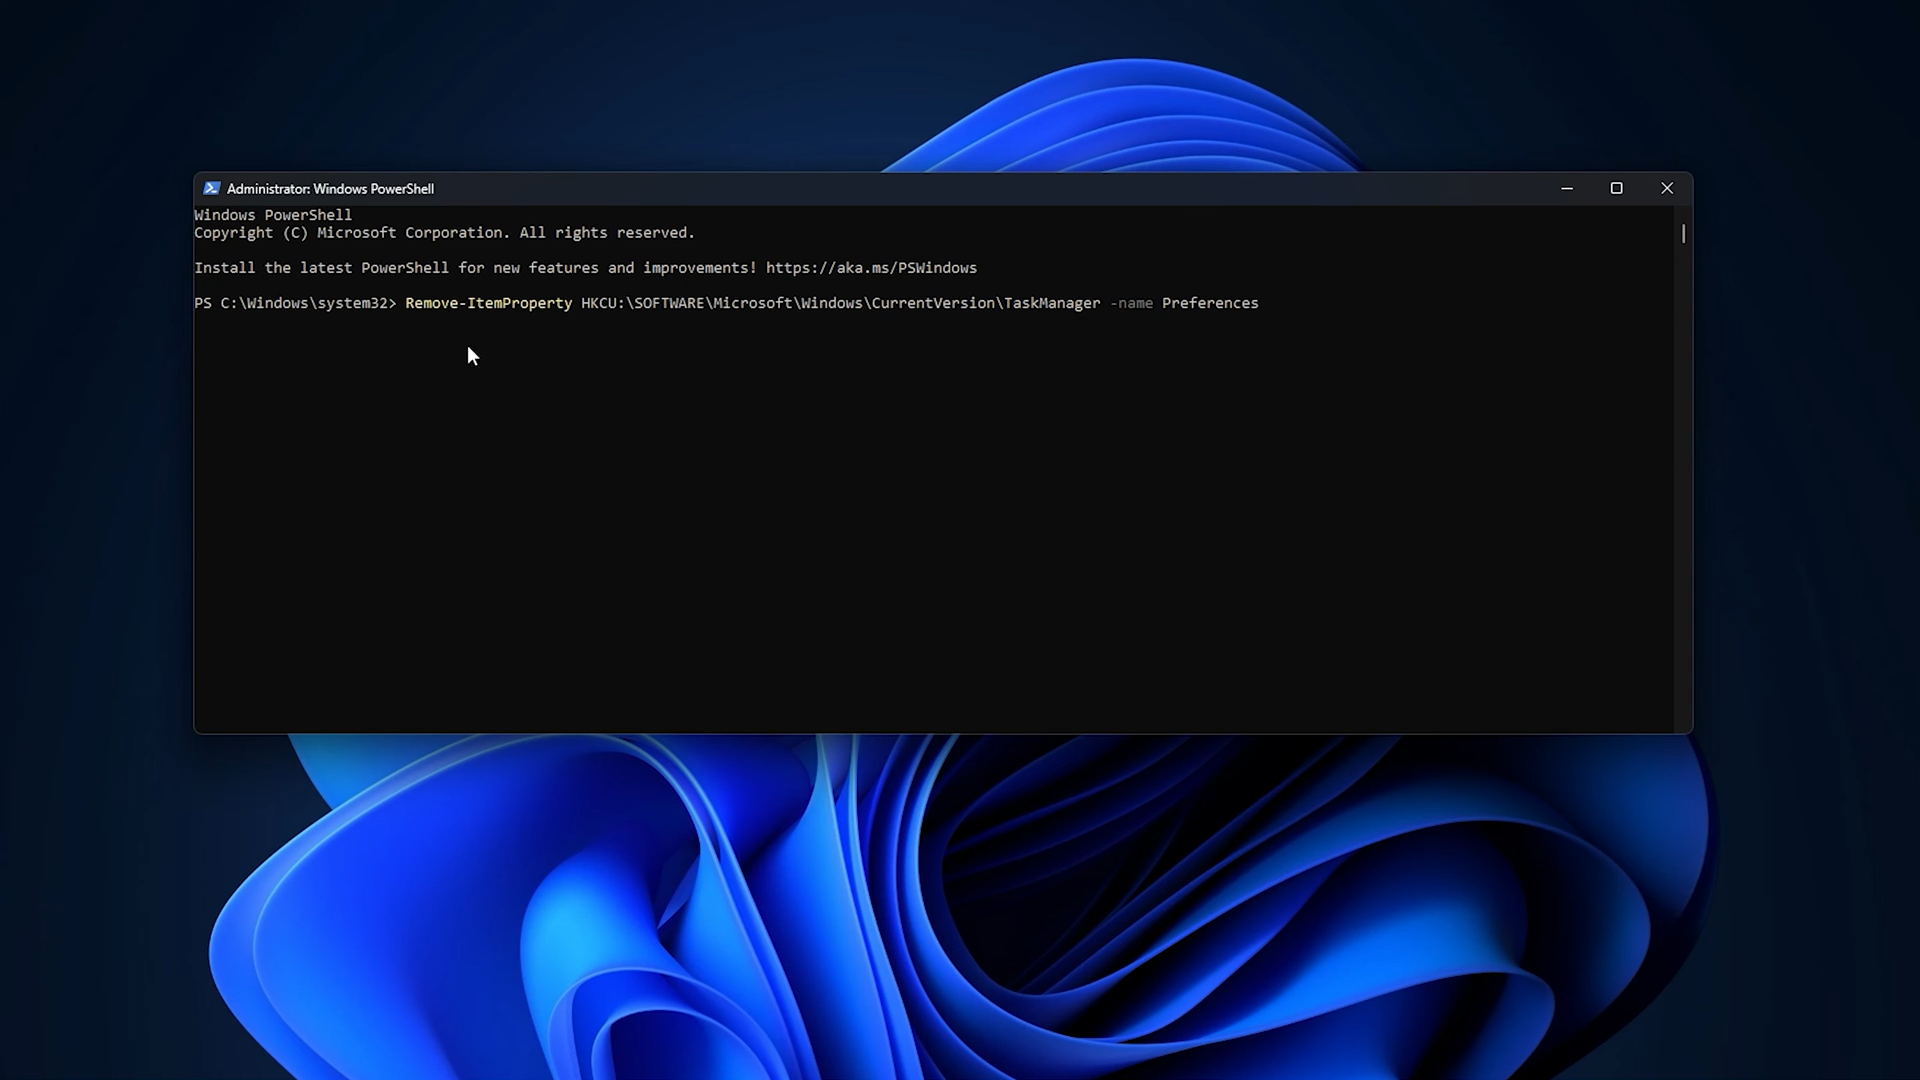 Administrator: Windows PowerShell
Windows PowerShell
Copyright (C) Microsoft Corporation. All rights reserved.
Install the latest PowerShell for new features and improvements! https://aka.ms/PSWindows
PS C:\Windows\system32> Remove-ItemProperty HKCU:\SOFTWARE\Microsoft\Windows\CurrentVersion\TaskManager -name Preferences